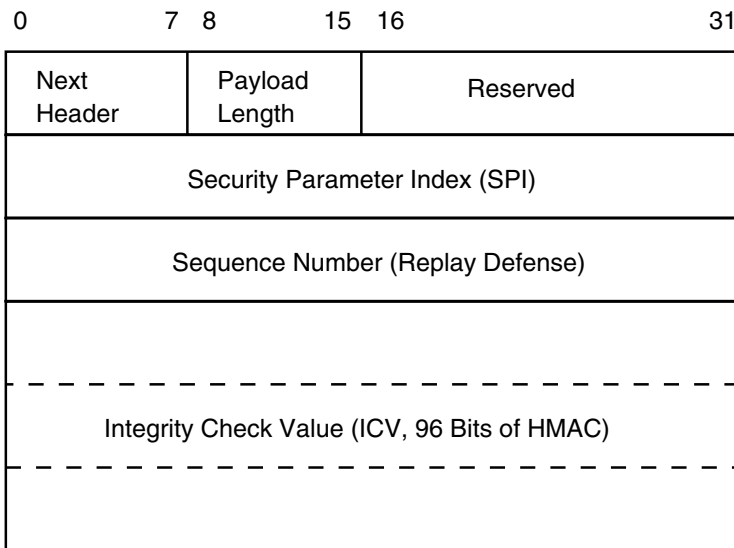 0 7 8 15 16 31
Next Header
Payload Length
Reserved
Security Parameter Index (SPI)
Sequence Number (Replay Defense)
Integrity Check Value (ICV, 96 Bits of HMAC)